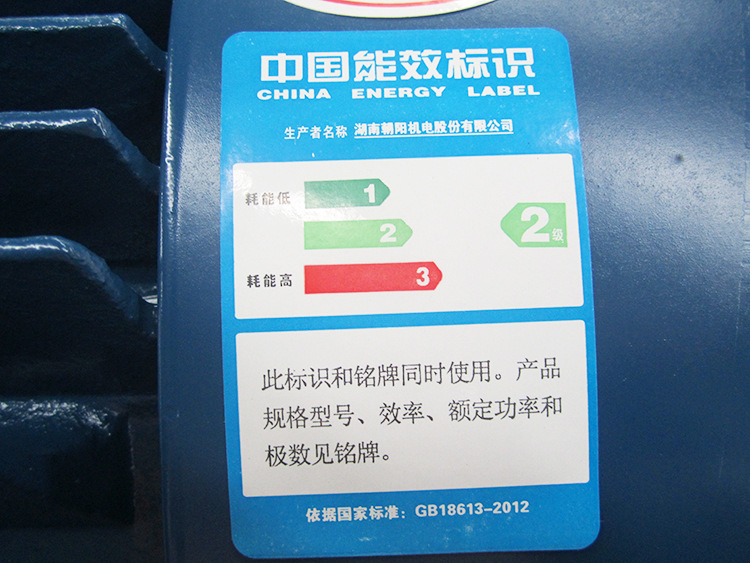 中国能效标识
CHINA ENERGY LABEL
生产者名称 湖南朝阳机电股份有限公司
耗能低 1
2 2级
耗能高 3
此标识和铭牌同时使用。产品
规格型号、效率、额定功率和
极数见铭牌。
依据国家标准：GB18613-2012